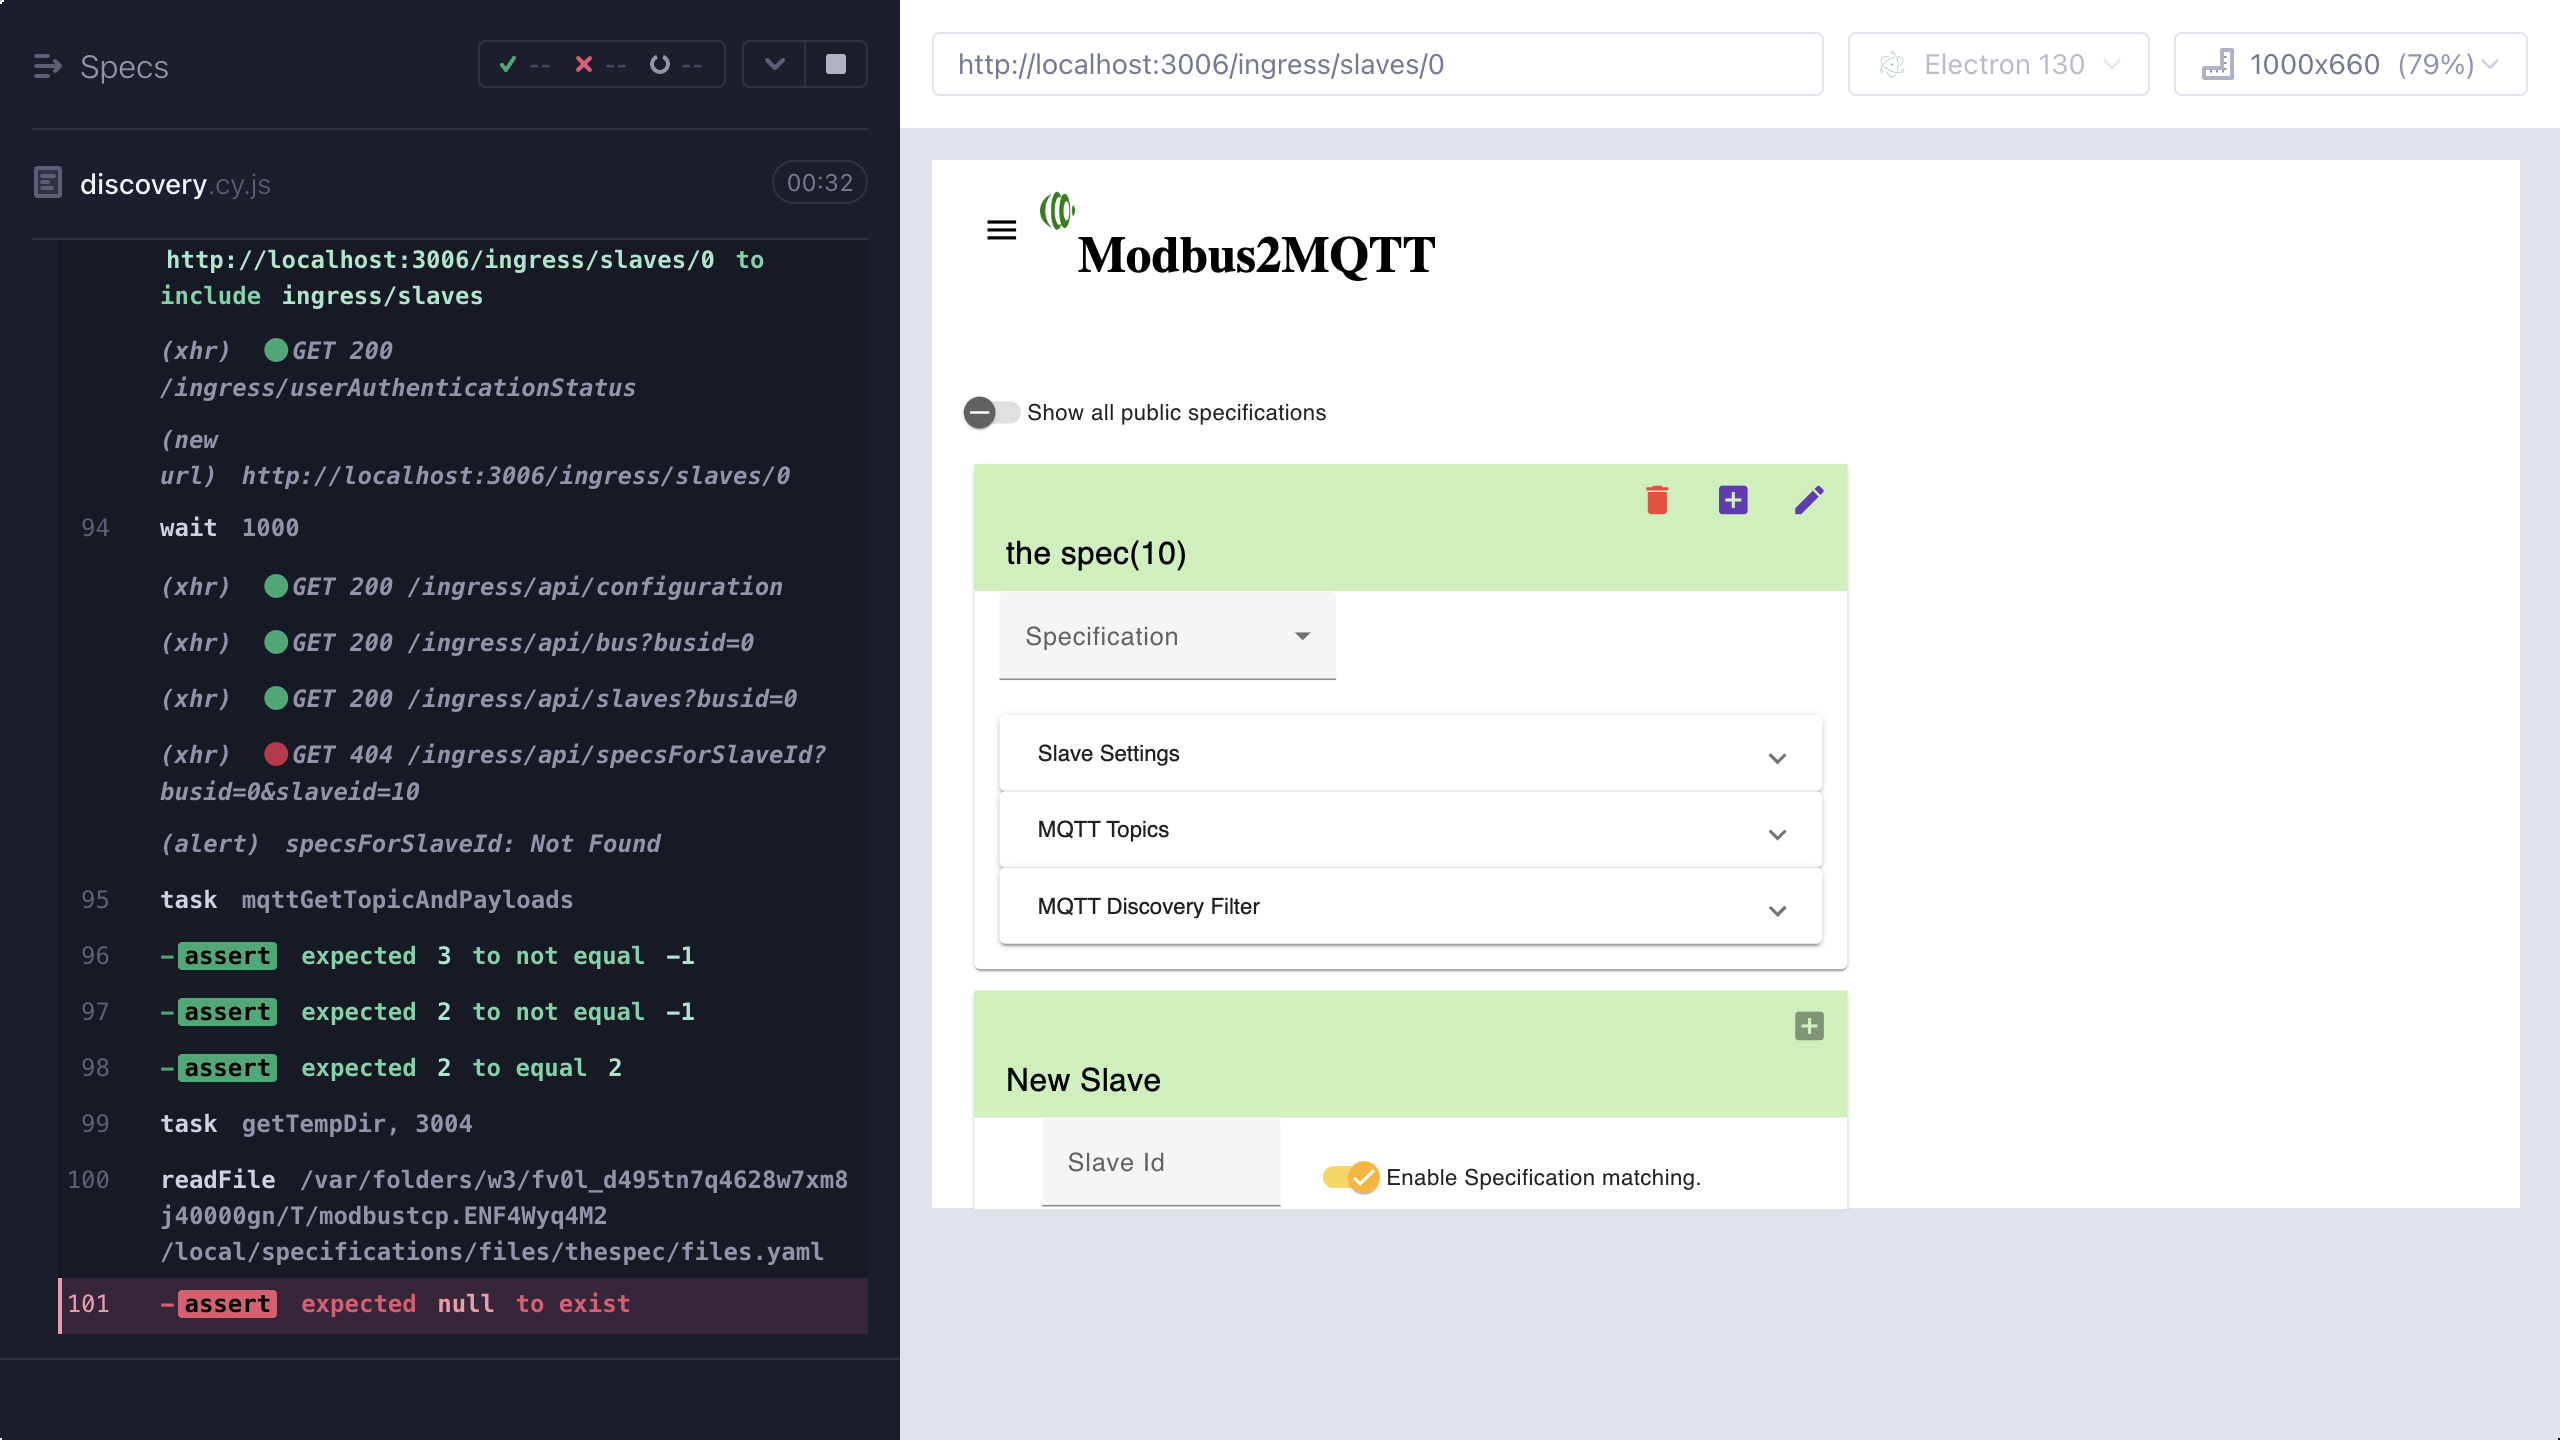 Specs
-- -- --
discovery.cy.js
00:32
http://localhost:3006/ingress/slaves/0 to
include ingress/slaves
(xhr) GET 200
/ingress/userAuthenticationStatus
(new
url) http://localhost:3006/ingress/slaves/0
94 wait 1000
(xhr) GET 200 /ingress/api/configuration
(xhr) GET 200 /ingress/api/bus?busid=0
(xhr) GET 200 /ingress/api/slaves?busid=0
(xhr) GET 404 /ingress/api/specsForSlaveId?
busid=0&slaveid=10
(alert) specsForSlaveId: Not Found
95 task mqttGetTopicAndPayloads
96 -assert expected 3 to not equal -1
97 -assert expected 2 to not equal -1
98 -assert expected 2 to equal 2
99 task getTempDir, 3004
100 readFile /var/folders/w3/fv0l_d495tn7q4628w7xm8
j40000gn/T/modbustcp.ENF4Wyq4M2
/local/specifications/files/thespec/files.yaml
101 -assert expected null to exist
http://localhost:3006/ingress/slaves/0
Electron 130
1000x660 (79%)
Modbus2MQTT
Show all public specifications
the spec(10)
Specification
Slave Settings
MQTT Topics
MQTT Discovery Filter
New Slave
Slave Id
Enable Specification matching.